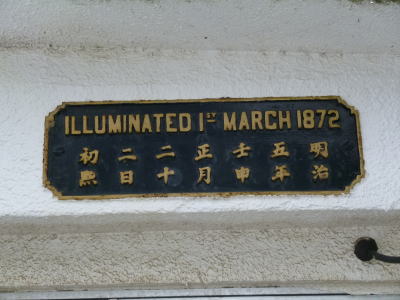 ILLUMINATED 1ST MARCH 1872
明治
五年
壬申
正月
二十
二日
初點